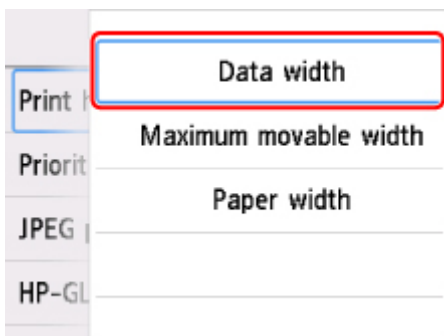 Data width
Print
Maximum movable width
Priorit
Paper width
JPEG
HP-GL